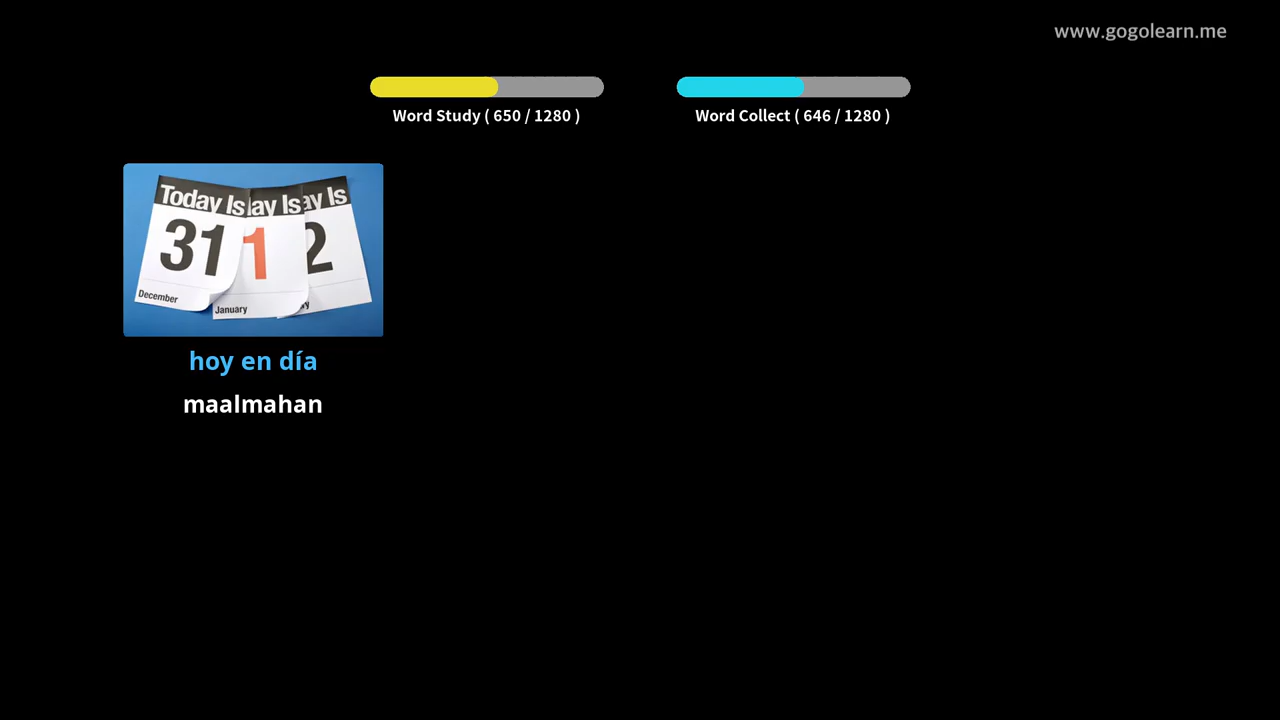 www.gogolearn.me
Word Study ( 650 / 1280 )
Word Collect ( 646 / 1280 )
Today Is
ay Is
ay Is
31
1
2
December
January
ry
hoy en día
maalmahan